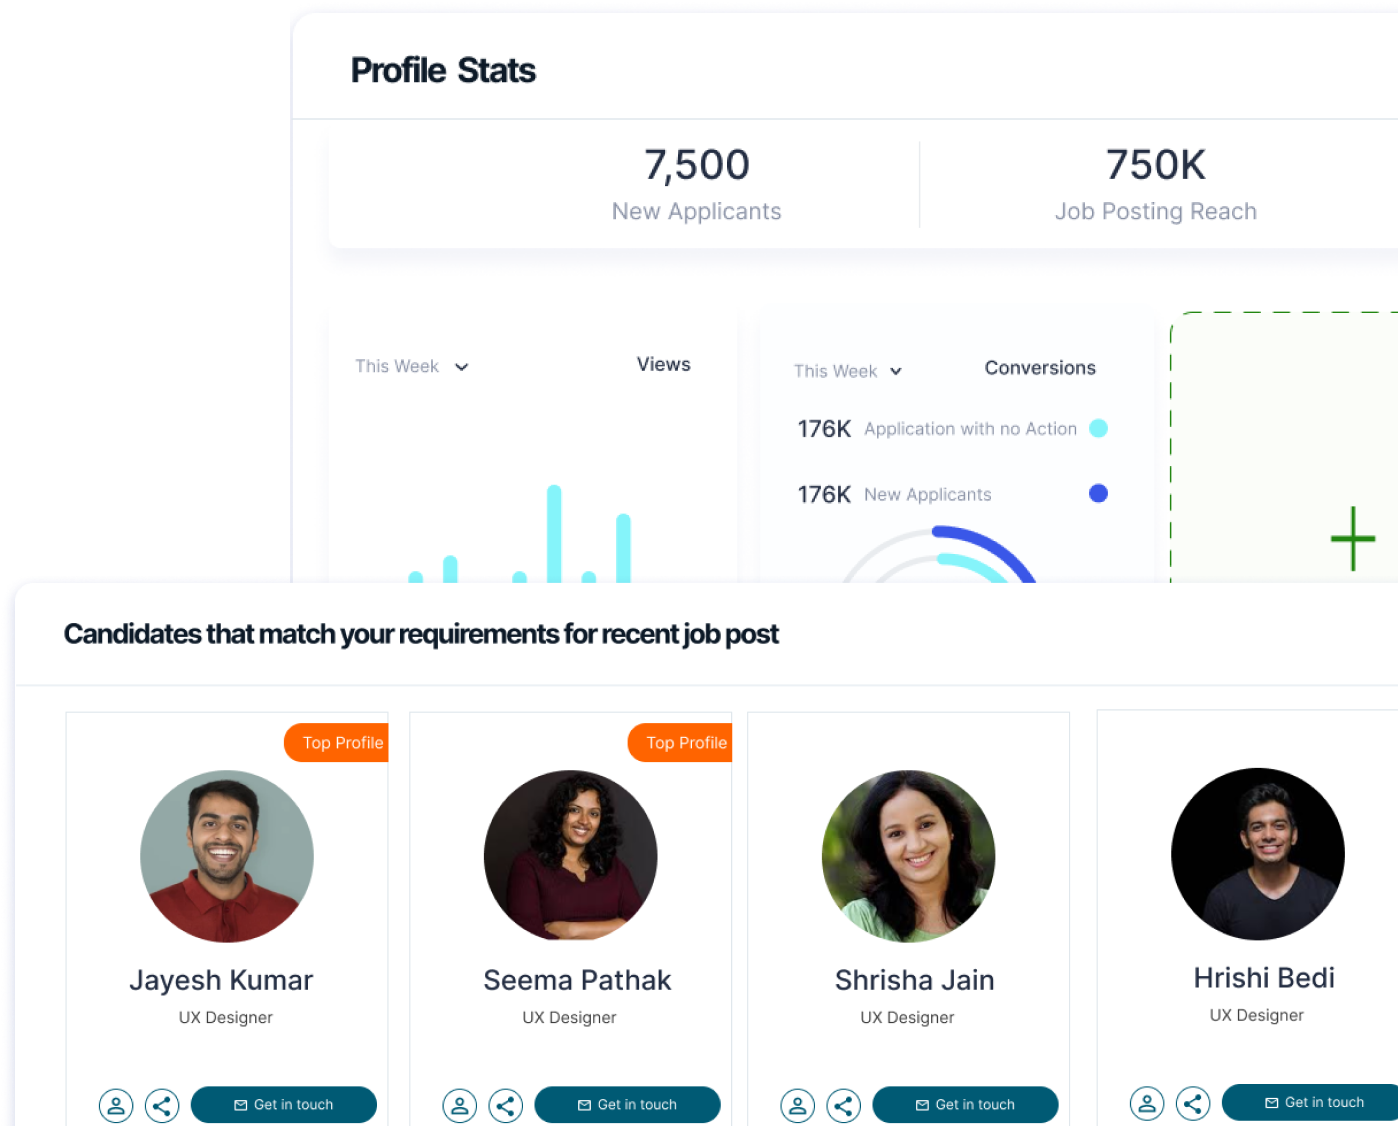 Profile Stats
7,500
New Applicants
750K
Job Posting Reach
This Week
Views
This Week
Conversions
176K Application with no Action
176K New Applicants
Candidates that match your requirements for recent job post
Top Profile
Jayesh Kumar
UX Designer
Get in touch
Top Profile
Seema Pathak
UX Designer
Get in touch
Shrisha Jain
UX Designer
Get in touch
Hrishi Bedi
UX Designer
Get in touch